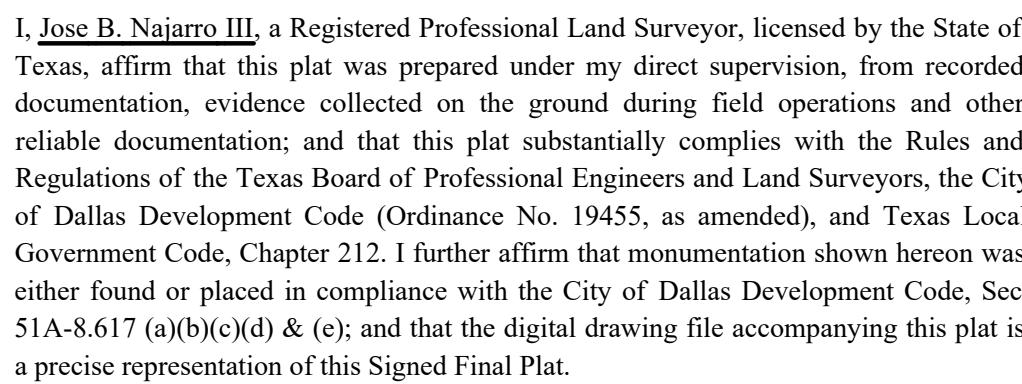 I, Jose B. Najarro III, a Registered Professional Land Surveyor, licensed by the State of
Texas, affirm that this plat was prepared under my direct supervision, from recorded
documentation, evidence collected on the ground during field operations and other
reliable documentation; and that this plat substantially complies with the Rules and
Regulations of the Texas Board of Professional Engineers and Land Surveyors, the City
of Dallas Development Code (Ordinance No. 19455, as amended), and Texas Local
Government Code, Chapter 212. I further affirm that monumentation shown hereon was
either found or placed in compliance with the City of Dallas Development Code, Sec
51A-8.617 (a)(b)(c)(d) & (e); and that the digital drawing file accompanying this plat is
a precise representation of this Signed Final Plat.